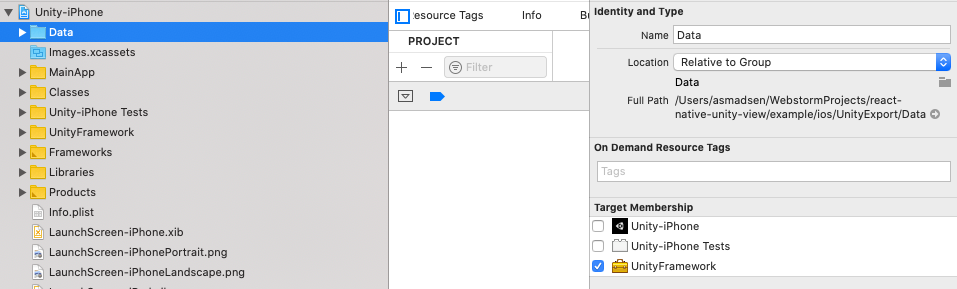 Unity-iPhone
Data
Images.xcassets
MainApp
Classes
Unity-iPhone Tests
UnityFramework
Frameworks
Libraries
Products
Info.plist
LaunchScreen-iPhone.xib
LaunchScreen-iPhonePortrait.png
LaunchScreen-iPhoneLandscape.png
esource Tags Info
PROJECT
Filter
Identity and Type
Name Data
Location Relative to Group
Data
Full Path /Users/asmadsen/WebstormProjects/react-
native-unity-view/example/ios/UnityExport/Data
On Demand Resource Tags
Tags
Target Membership
Unity-iPhone
Unity-iPhone Tests
UnityFramework